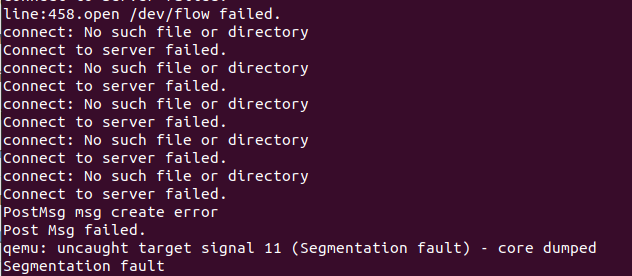 line:458.open /dev/flow failed.
connect: No such file or directory
Connect to server failed.
connect: No such file or directory
Connect to server failed.
connect: No such file or directory
Connect to server failed.
connect: No such file or directory
Connect to server failed.
connect: No such file or directory
Connect to server failed.
PostMsg msg create error
Post Msg failed.
qemu: uncaught target signal 11 (Segmentation fault) - core dumped
Segmentation fault